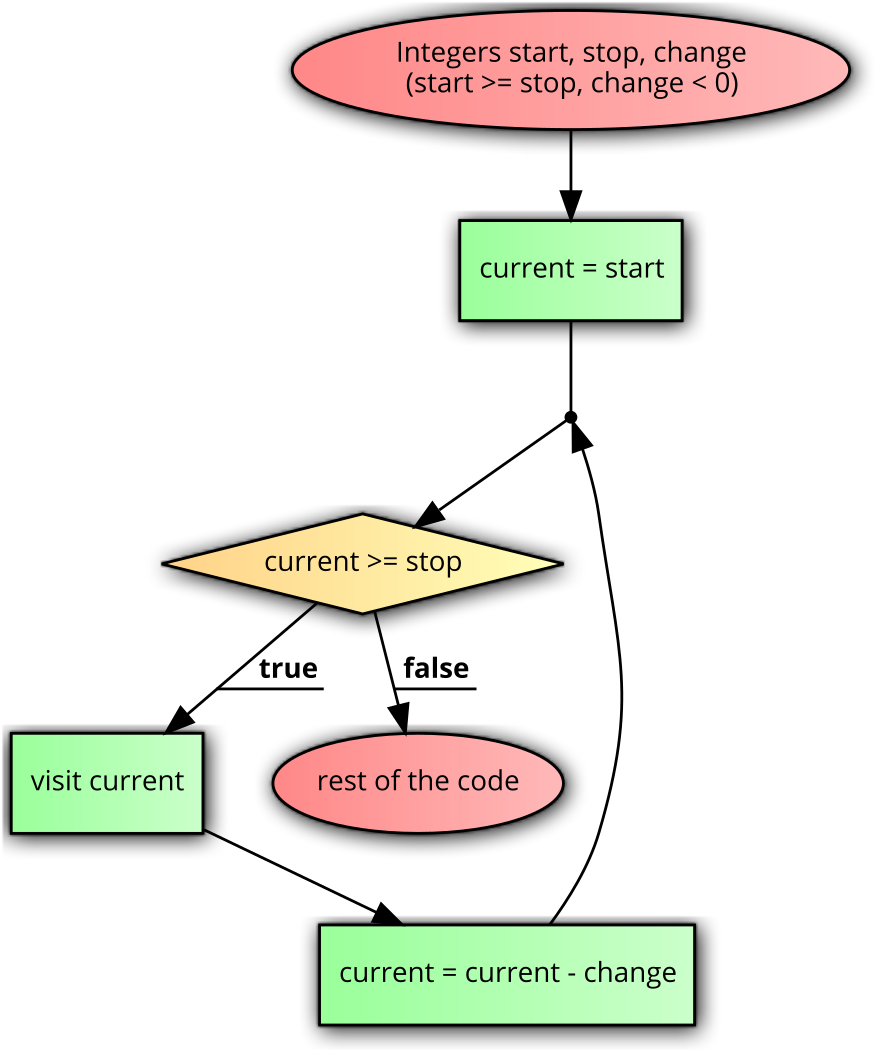 Integers start, stop, change
(start >= stop, change < 0)
current = start
current >= stop
true
false
visit current
rest of the code
current = current - change